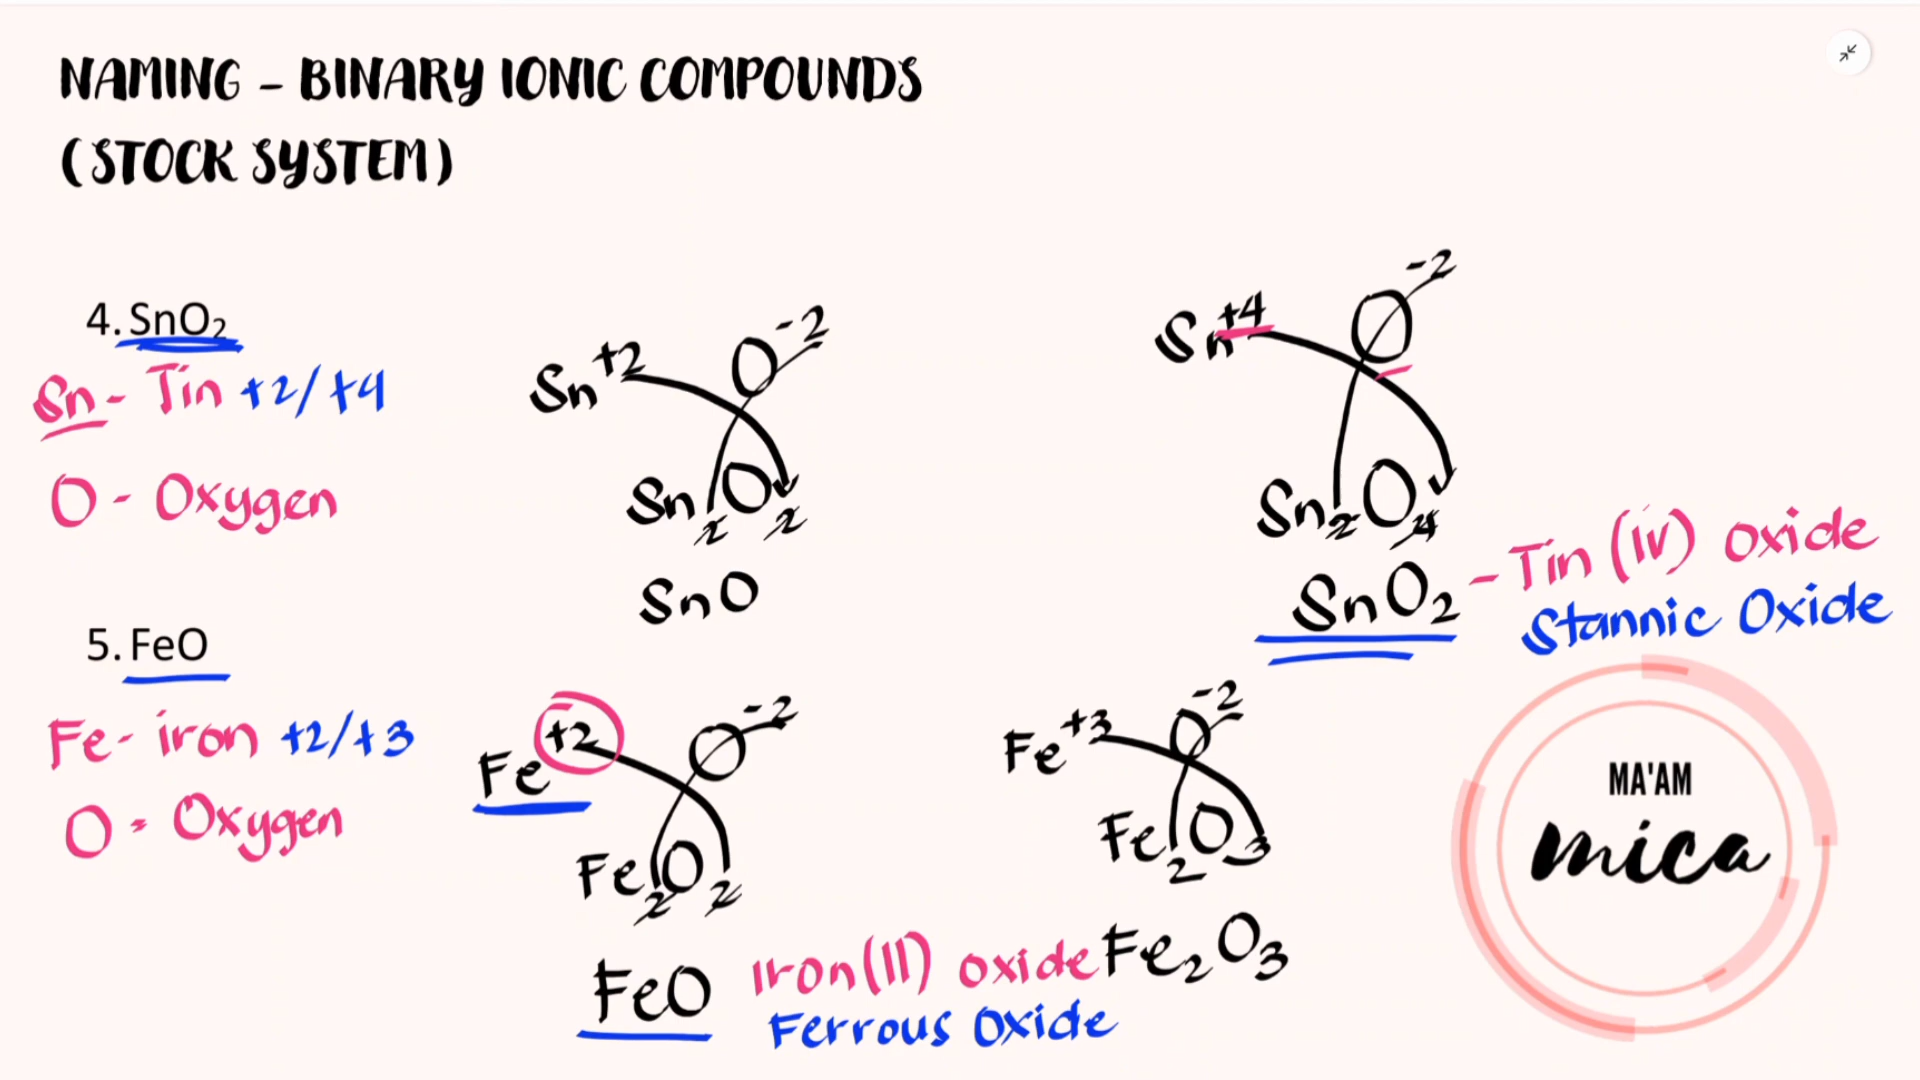 NAMING - BINARY IONIC COMPOUNDS
(STOCK SYSTEM)
4. SnO₂
Sn - Tin +2/+4
O - Oxygen
Sn⁺² O⁻²
Sn₂O₂
SnO
Sn⁺⁴ O⁻²
Sn₂O₄
SnO₂ - Tin (IV) oxide
Stannic Oxide
5. FeO
Fe - iron +2/+3
O - Oxygen
Fe⁺² O⁻²
Fe₂O₂
FeO Iron(II) oxide
Ferrous Oxide
Fe⁺³ O⁻²
Fe₂O₃
Fe₂O₃
MA'AM
mica